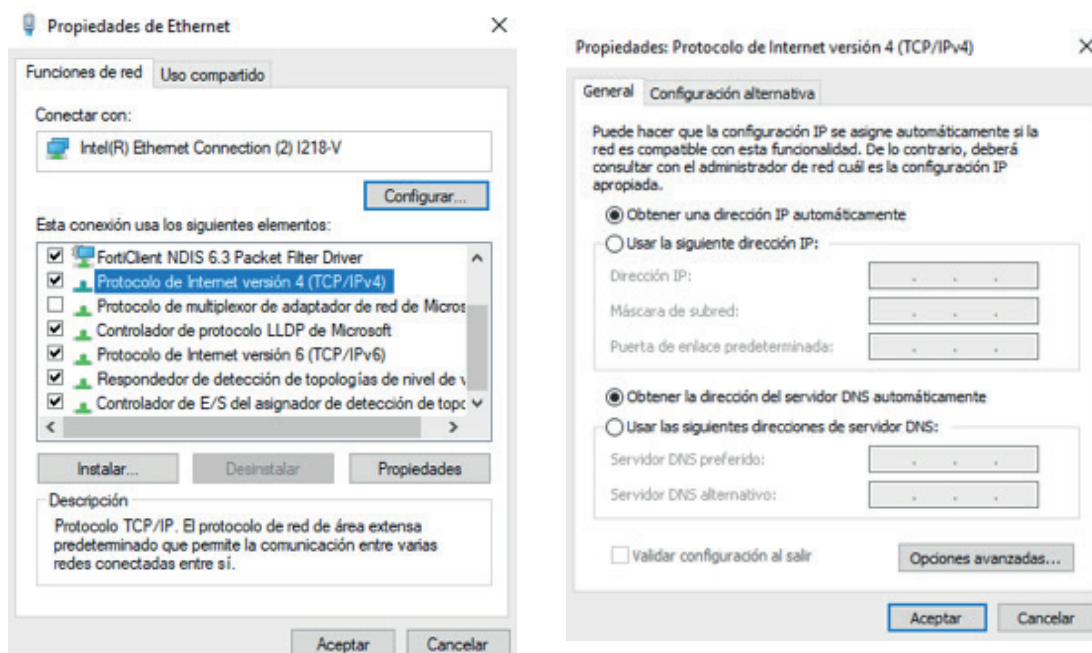 Propiedades de Ethernet
Funciones de red
Uso compartido
Conectar con:
Intel(R) Ethernet Connection (2) I218-V
Configurar...
Esta conexión usa los siguientes elementos:
FortiClient NDIS 6.3 Packet Filter Driver
Protocolo de Internet versión 4 (TCP/IPv4)
Protocolo de multiplexor de adaptador de red de Micros
Controlador de protocolo LLDP de Microsoft
Protocolo de Internet versión 6 (TCP/IPv6)
Respondedor de detección de topologías de nivel de v
Controlador de E/S del asignador de detección de topo
Instalar...
Desinstalar
Propiedades
Descripción
Protocolo TCP/IP. El protocolo de red de área extensa
predeterminado que permite la comunicación entre varias
redes conectadas entre sí.
Aceptar
Cancelar
Propiedades: Protocolo de Internet versión 4 (TCP/IPv4)
General
Configuración alternativa
Puede hacer que la configuración IP se asigne automáticamente si la
red es compatible con esta funcionalidad. De lo contrario, deberá
consultar con el administrador de red cuál es la configuración IP
apropiada.
Obtener una dirección IP automáticamente
Usar la siguiente dirección IP:
Dirección IP:
Máscara de subred:
Puerta de enlace predeterminada:
Obtener la dirección del servidor DNS automáticamente
Usar las siguientes direcciones de servidor DNS:
Servidor DNS preferido:
Servidor DNS alternativo:
Validar configuración al salir
Opciones avanzadas...
Aceptar
Cancelar